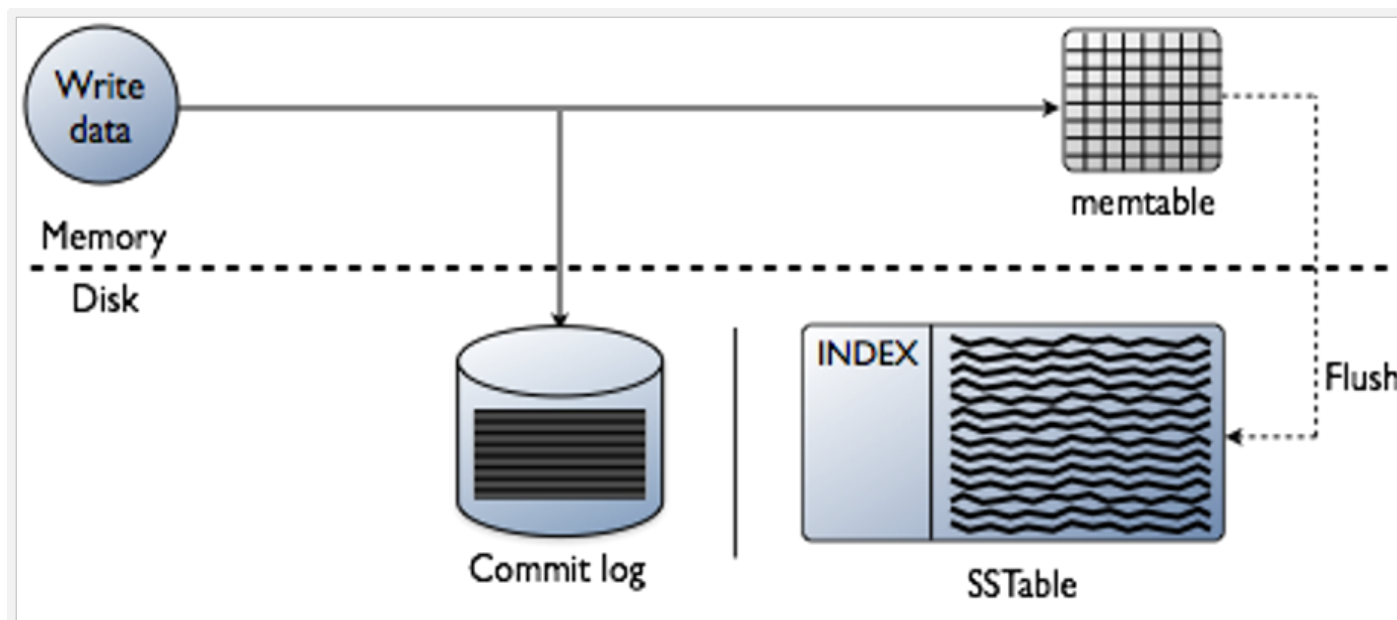 Write
data
memtable
Memory
Disk
INDEX
Flush
Commit log
SSTable